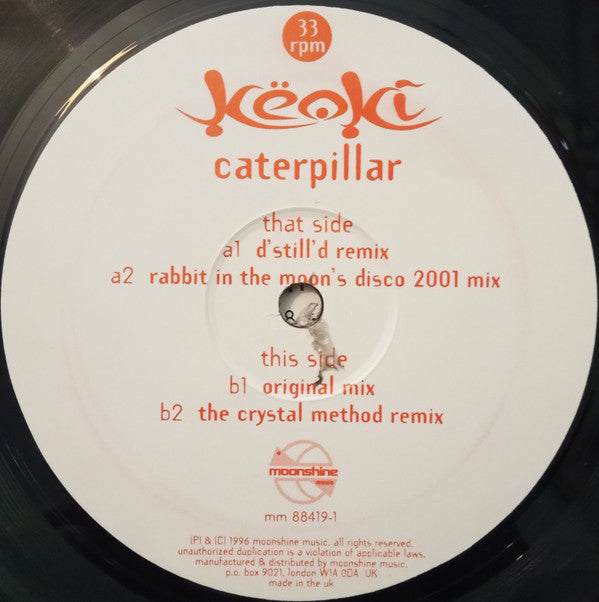 33
rpm
Këokī
caterpillar
that side
a1 d'still'd remix
a2 rabbit in the moon's disco 2001 mix
8
this side
b1 original mix
b2 the crystal method remix
moonshine
music
mm 88419-1
(P) & (C) 1996 moonshine music. all rights reserved.
unauthorized duplication is a violation of applicable laws.
manufactured & distributed by moonshine music.
p.o. box 9021, london W1A 0DA UK
made in the uk